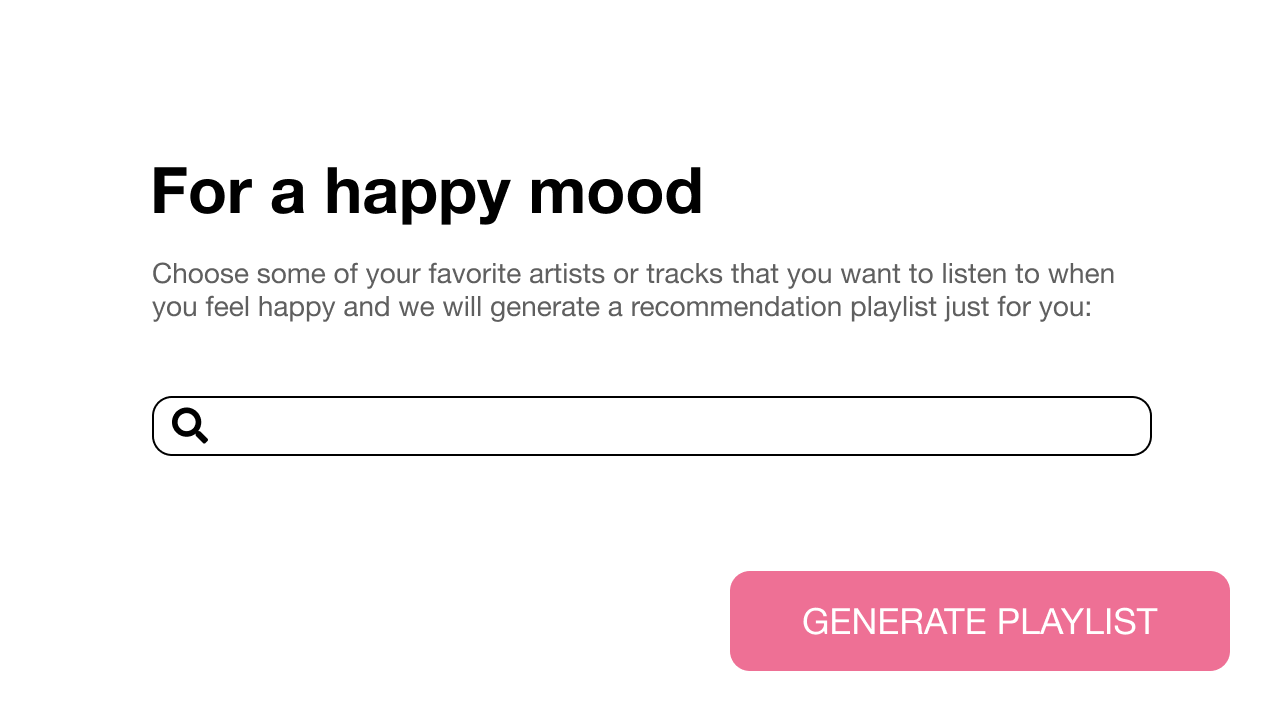 For a happy mood
Choose some of your favorite artists or tracks that you want to listen to when
you feel happy and we will generate a recommendation playlist just for you:
GENERATE PLAYLIST